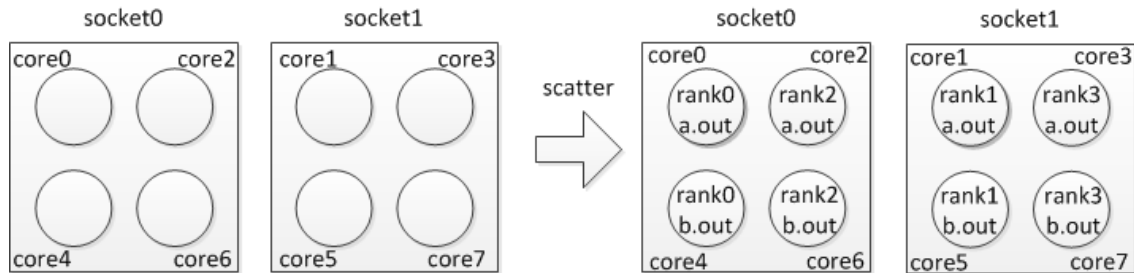 socket0 socket1
core0 core2 core1 core3
core4 core6 core5 core7
scatter
socket0 socket1
core0 core2 core1 core3
rank0 rank2 rank1 rank3
a.out a.out a.out a.out
rank0 rank2 rank1 rank3
b.out b.out b.out b.out
core4 core6 core5 core7